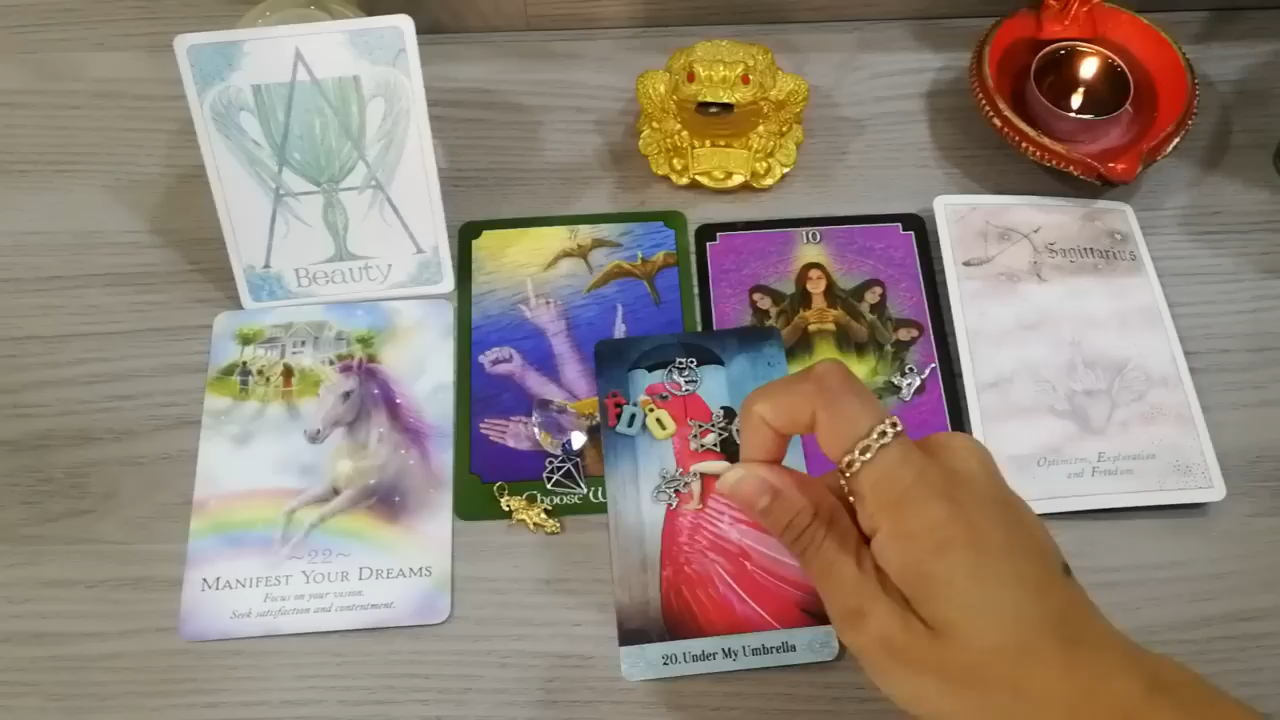 Beauty
~22~
MANIFEST YOUR DREAMS
Focus on your vision.
Seek satisfaction and contentment.
Choose W
10
20. Under My Umbrella
Sagittarius
Optimism, Exploration
and Freedom